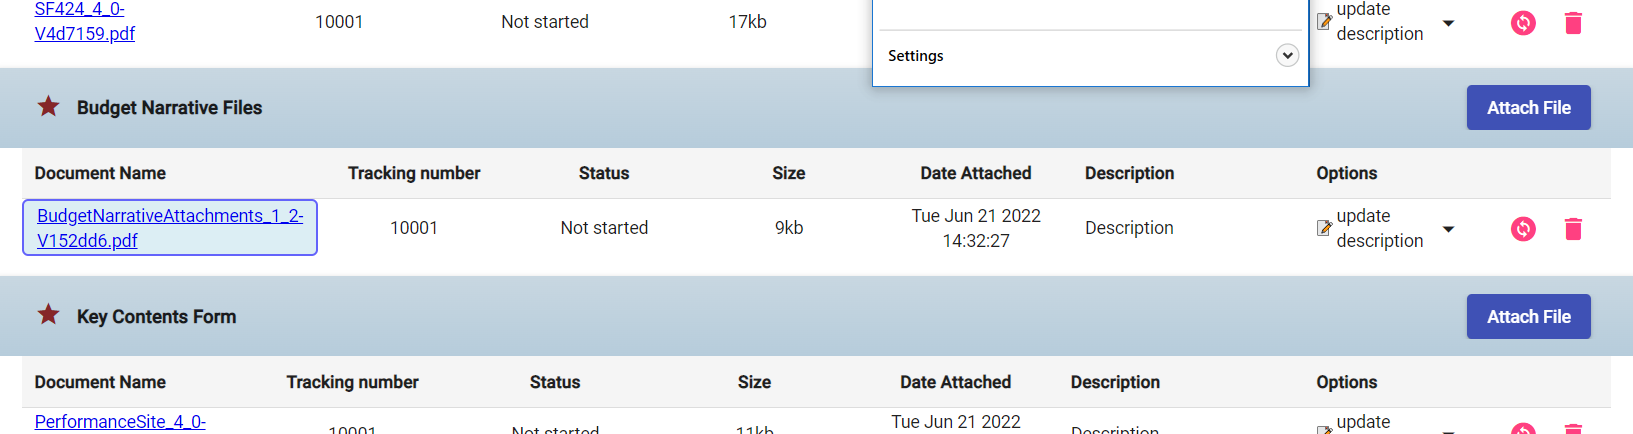 SF424_4_0-
V4d7159.pdf
10001
Not started
17kb
update
description
Settings
Budget Narrative Files
Attach File
Document Name
Tracking number
Status
Size
Date Attached
Description
Options
BudgetNarrativeAttachments_1_2-
V152dd6.pdf
10001
Not started
9kb
Tue Jun 21 2022
14:32:27
Description
update
description
Key Contents Form
Attach File
Document Name
Tracking number
Status
Size
Date Attached
Description
Options
PerformanceSite_4_0-
10001
Not started
11kb
Tue Jun 21 2022
Description
update